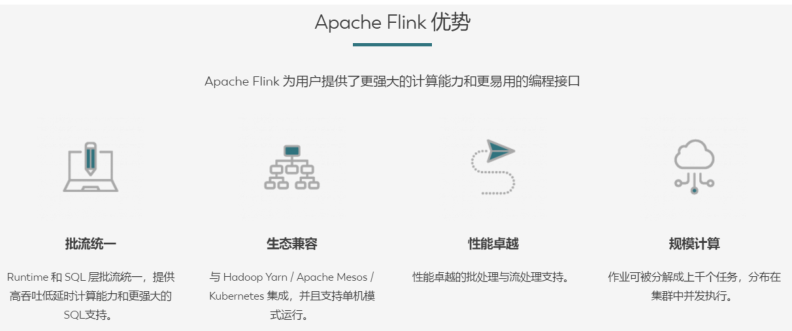 Apache Flink 优势
Apache Flink 为用户提供了更强大的计算能力和更易用的编程接口
批流统一
Runtime 和 SQL 层批流统一，提供
高吞吐低延时计算能力和更强大的
SQL支持。
生态兼容
与 Hadoop Yarn / Apache Mesos /
Kubernetes 集成，并且支持单机模
式运行。
性能卓越
性能卓越的批处理与流处理支持。
规模计算
作业可被分解成上千个任务，分布在
集群中并发执行。